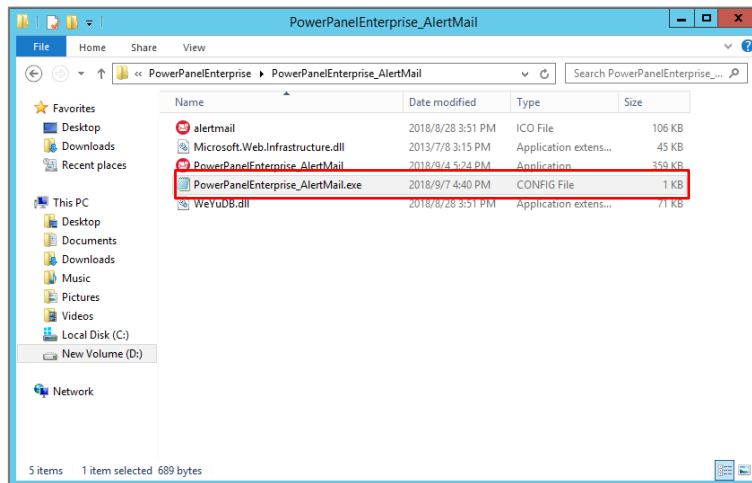 PowerPanelEnterprise_AlertMail
File Home Share View
« PowerPanelEnterprise PowerPanelEnterprise_AlertMail Search PowerPanelEnterprise_...
Name Date modified Type Size
Favorites
Desktop
Downloads
Recent places
This PC
Desktop
Documents
Downloads
Music
Pictures
Videos
Local Disk (C:)
New Volume (D:)
Network
alertmail 2018/8/28 3:51 PM ICO File 106 KB
Microsoft.Web.Infrastructure.dll 2013/7/8 3:15 PM Application extens... 45 KB
PowerPanelEnterprise_AlertMail 2018/9/4 5:24 PM Application 359 KB
PowerPanelEnterprise_AlertMail.exe 2018/9/7 4:40 PM CONFIG File 1 KB
WeYuDB.dll 2018/8/28 3:51 PM Application extens... 71 KB
5 items 1 item selected 689 bytes